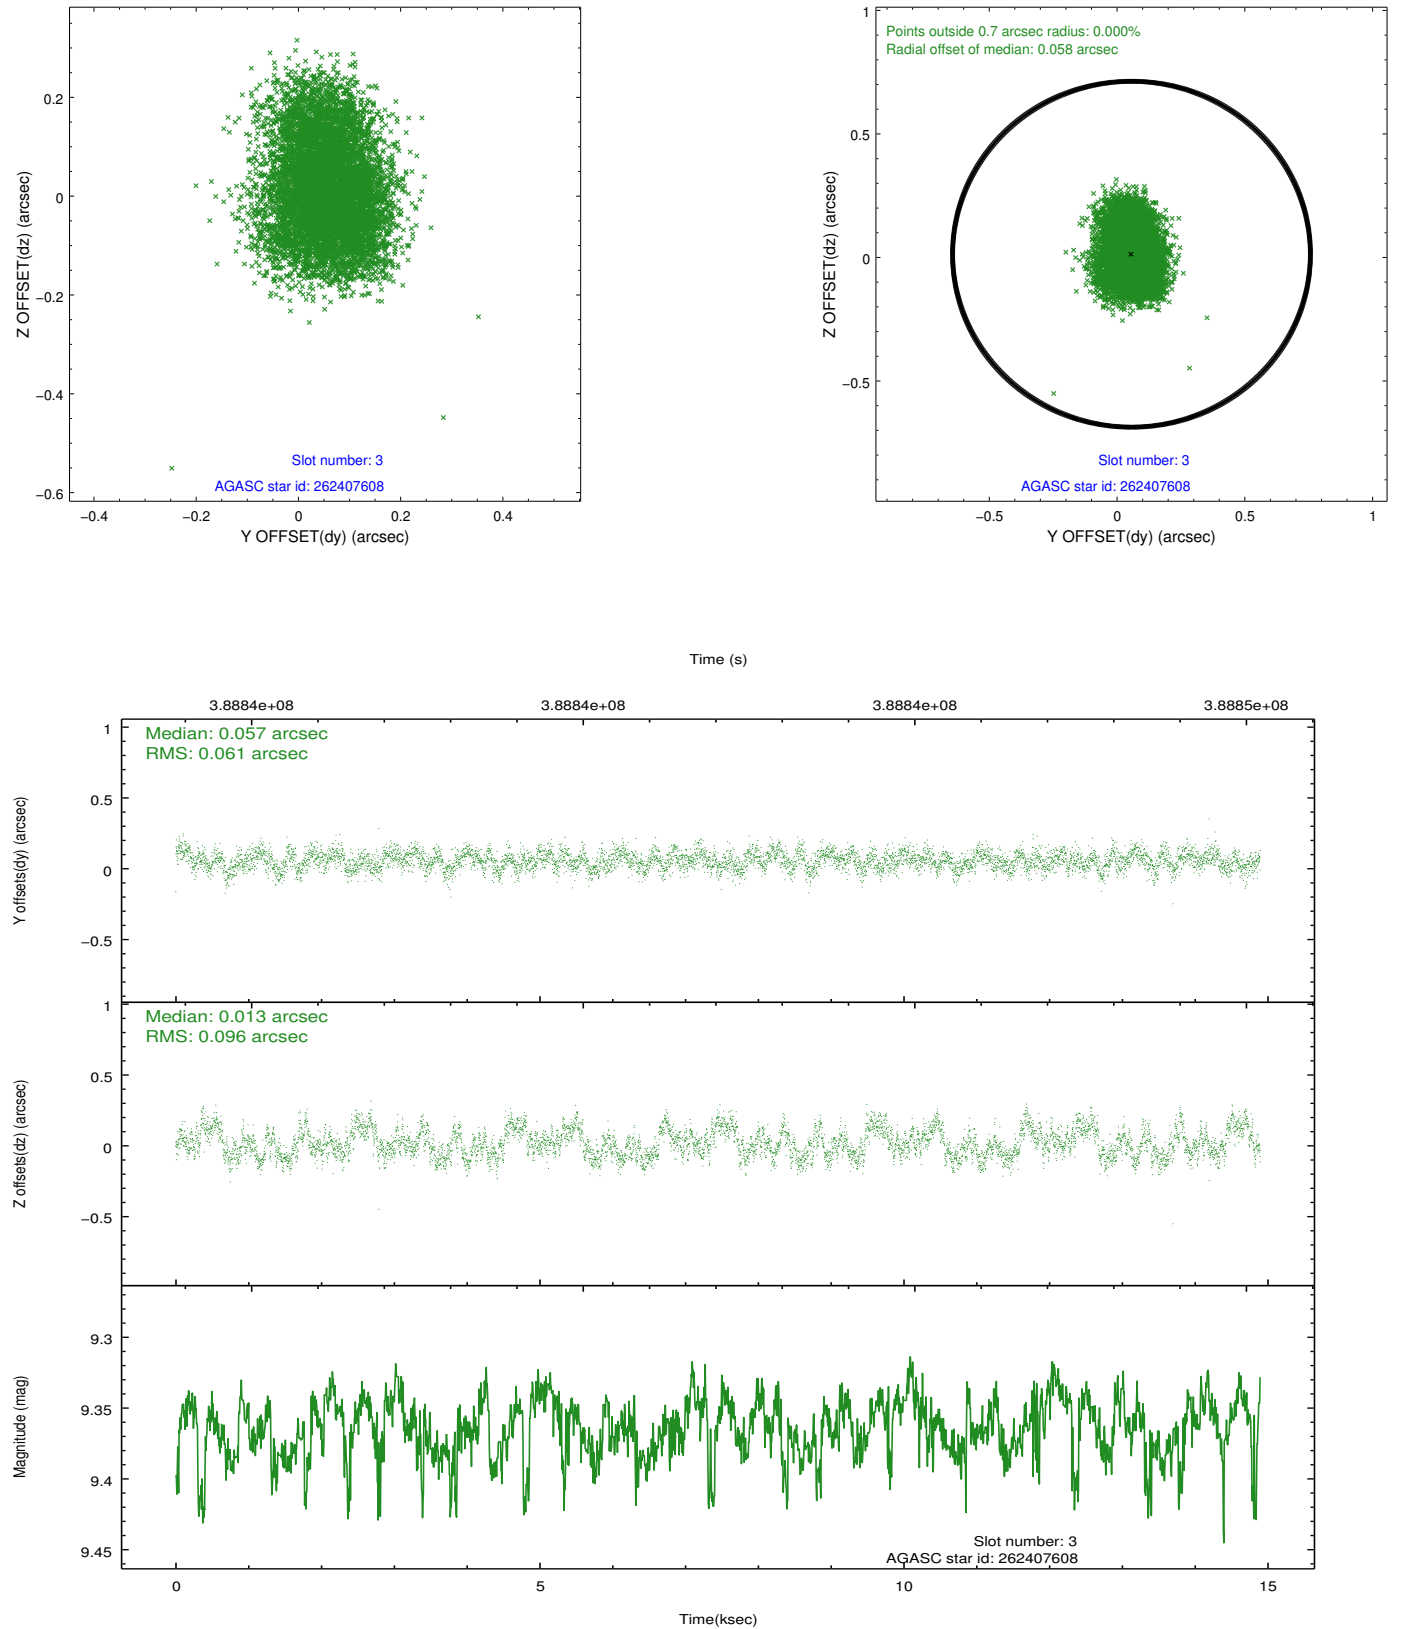 Z OFFSET(dz) (arcsec)
0.2
0
−0.2
−0.4
−0.6
−0.4
−0.2
0
0.2
0.4
Y OFFSET(dy) (arcsec)
Slot number: 3
AGASC star id: 262407608
Points outside 0.7 arcsec radius: 0.000%
Radial offset of median: 0.058 arcsec
Z OFFSET(dz) (arcsec)
1
0.5
0
−0.5
−0.5
0
0.5
1
Y OFFSET(dy) (arcsec)
Slot number: 3
AGASC star id: 262407608
Time (s)
3.8884e+08
3.8884e+08
3.8884e+08
3.8885e+08
Median: 0.057 arcsec
RMS: 0.061 arcsec
Y offsets(dy) (arcsec)
1
0.5
0
−0.5
Median: 0.013 arcsec
RMS: 0.096 arcsec
Z offsets(dz) (arcsec)
1
0.5
0
−0.5
Magnitude (mag)
9.3
9.35
9.4
9.45
Slot number: 3
AGASC star id: 262407608
0
5
10
15
Time(ksec)